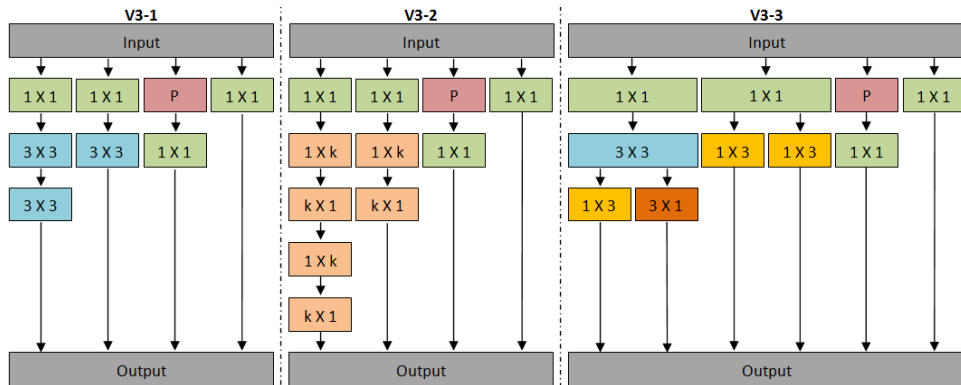 V3-1 V3-2 V3-3
Input Input Input
1 X 1 1 X 1 P 1 X 1 1 X 1 1 X 1 P 1 X 1 1 X 1 1 X 1 P 1 X 1
3 X 3 3 X 3 1 X 1 1 X k 1 X k 1 X 1 3 X 3 1 X 3 1 X 3 1 X 1
3 X 3 k X 1 k X 1 1 X 3 3 X 1
1 X k
k X 1
Output Output Output